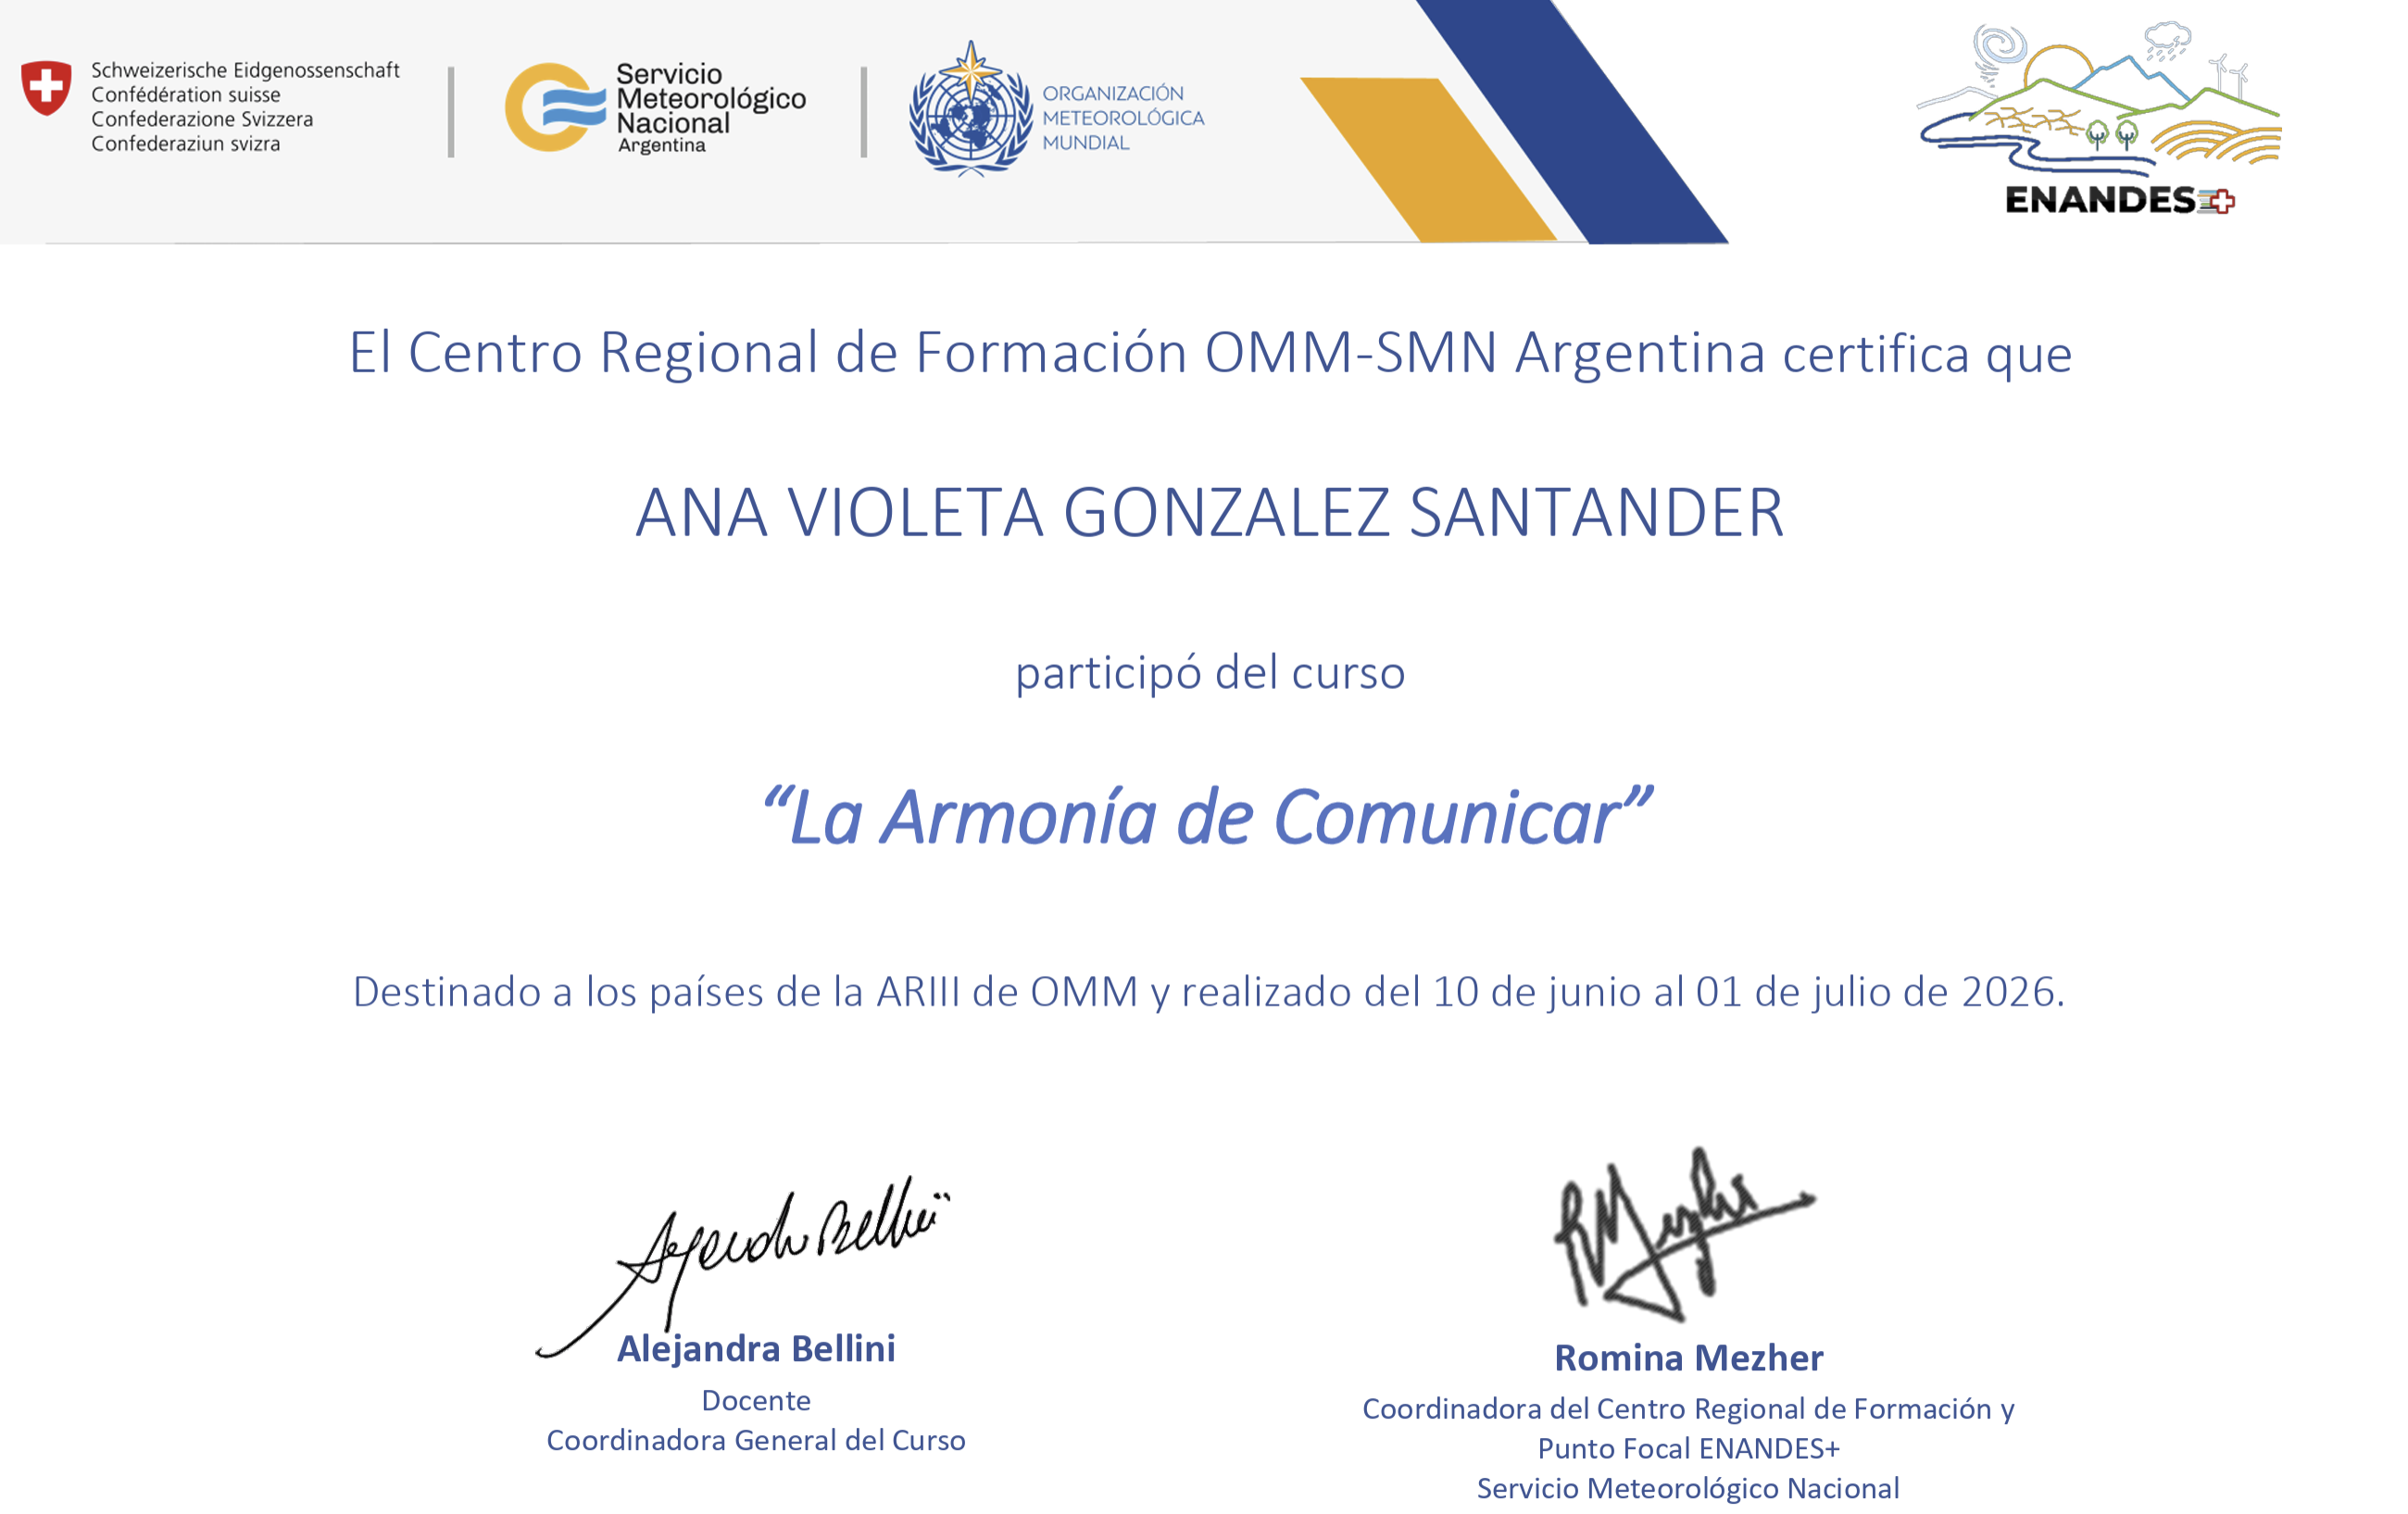 Schweizerische Eidgenossenschaft
Confédération suisse
Confederazione Svizzera
Confederaziun svizra
Servicio
Meteorológico
Nacional
Argentina
ORGANIZACIÓN
METEOROLÓGICA
MUNDIAL
ENANDES+
El Centro Regional de Formación OMM-SMN Argentina certifica que
ANA VIOLETA GONZALEZ SANTANDER
participó del curso
“La Armonía de Comunicar”
Destinado a los países de la ARIII de OMM y realizado del 10 de junio al 01 de julio de 2026.
Alejandra Bellini
Docente
Coordinadora General del Curso
Romina Mezher
Coordinadora del Centro Regional de Formación y
Punto Focal ENANDES+
Servicio Meteorológico Nacional